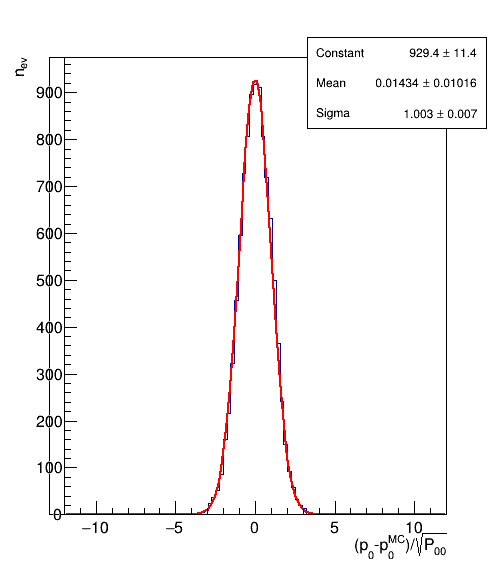 Constant 929.4 ± 11.4
Mean 0.01434 ± 0.01016
Sigma 1.003 ± 0.007
n_ev
900
800
700
600
500
400
300
200
100
0
−10 −5 0 5 10
(p_0-p_0^MC)/√P_00